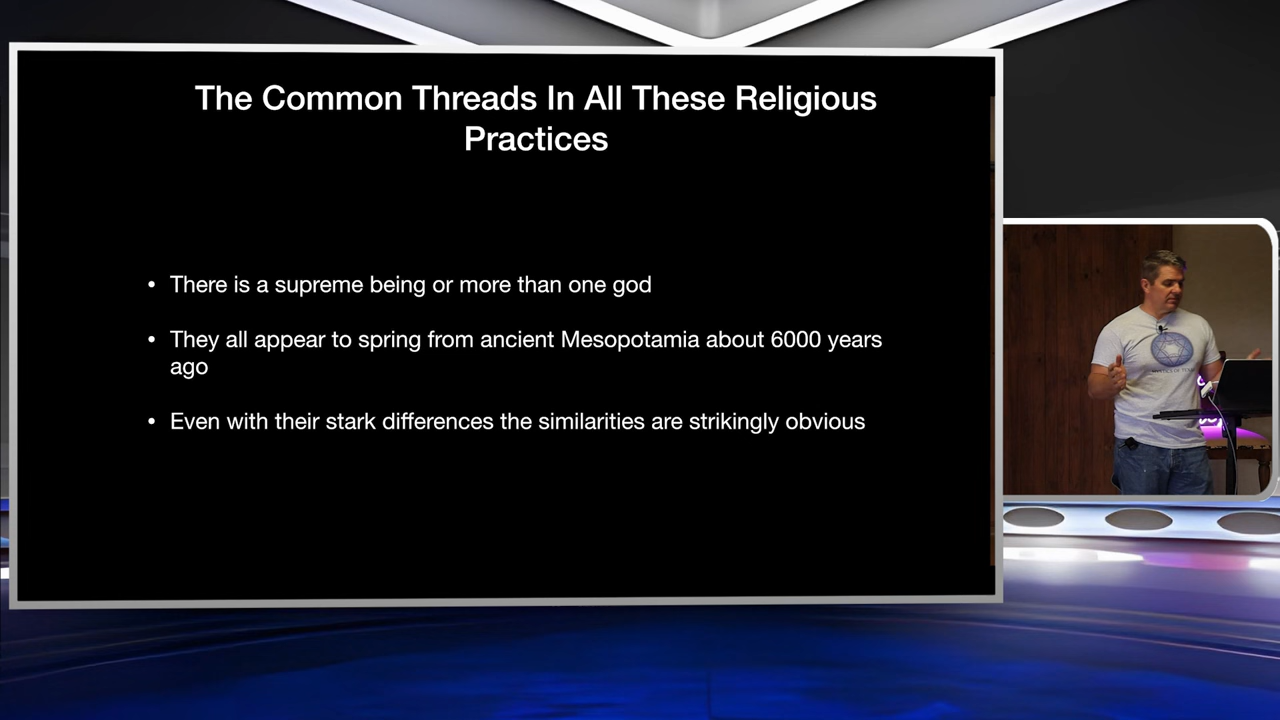 The Common Threads In All These Religious
Practices
• There is a supreme being or more than one god
• They all appear to spring from ancient Mesopotamia about 6000 years
ago
• Even with their stark differences the similarities are strikingly obvious